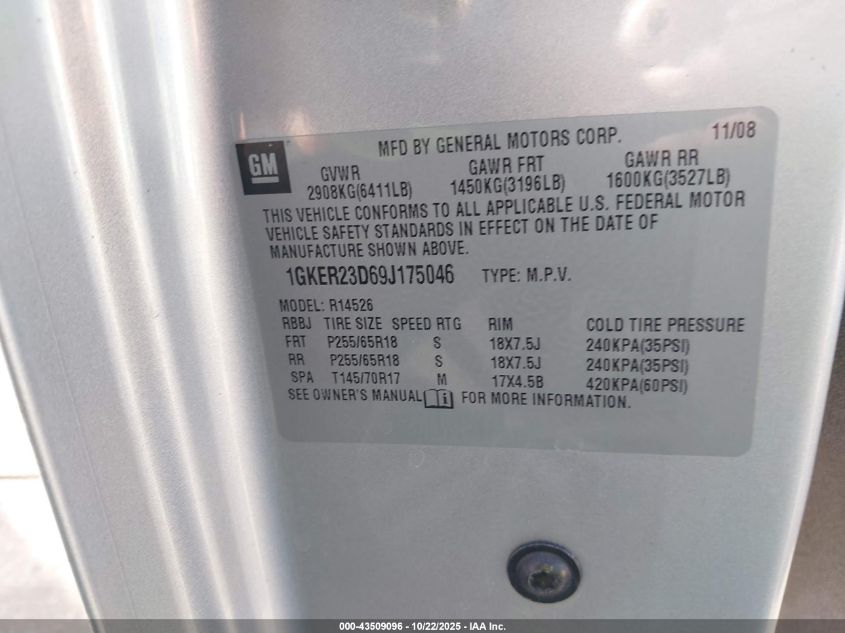 GM
MFD BY GENERAL MOTORS CORP. 11/08
GVWR GAWR FRT GAWR RR
2908KG(6411LB) 1450KG(3196LB) 1600KG(3527LB)
THIS VEHICLE CONFORMS TO ALL APPLICABLE U.S. FEDERAL MOTOR
VEHICLE SAFETY STANDARDS IN EFFECT ON THE DATE OF
MANUFACTURE SHOWN ABOVE.
1GKER23D69J175046 TYPE: M.P.V.
MODEL: R14526
RBBJ TIRE SIZE SPEED RTG RIM COLD TIRE PRESSURE
FRT P255/65R18 S 18X7.5J 240KPA(35PSI)
RR P255/65R18 S 18X7.5J 240KPA(35PSI)
SPA T145/70R17 M 17X4.5B 420KPA(60PSI)
SEE OWNER'S MANUAL i FOR MORE INFORMATION.
000-43509096 - 10/22/2025 - IAA Inc.